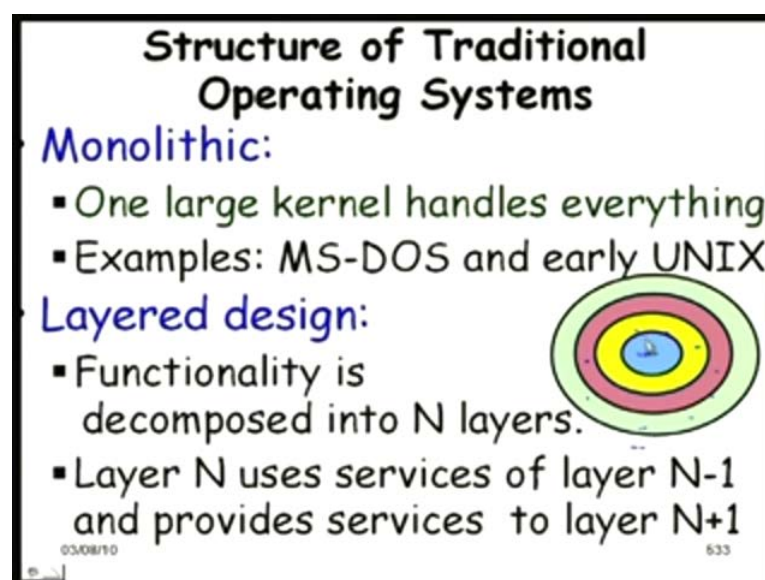 Structure of Traditional
Operating Systems
• Monolithic:
▪ One large kernel handles everything
▪ Examples: MS-DOS and early UNIX
• Layered design:
▪ Functionality is
decomposed into N layers.
▪ Layer N uses services of layer N-1
and provides services to layer N+1
03/08/10
533